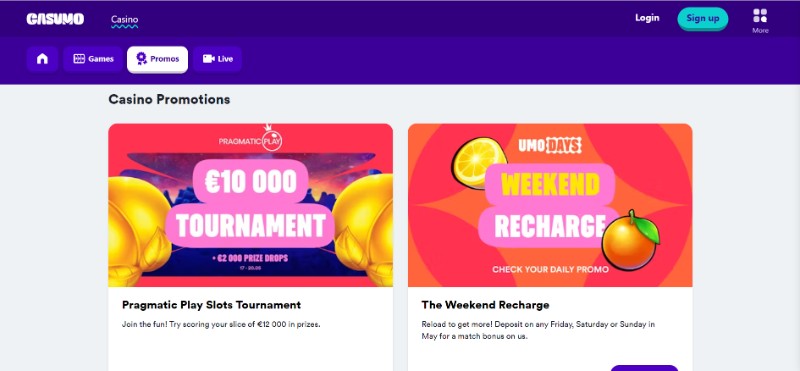 CASUMO
Casino
Login
Sign up
More
Games
Promos
Live
Casino Promotions
PRAGMATIC PLAY
€10 000
TOURNAMENT
+ €2 000 PRIZE DROPS
Pragmatic Play Slots Tournament
Join the fun! Try scoring your slice of €12 000 in prizes.
UMO DAYS
WEEKEND
RECHARGE
CHECK YOUR DAILY PROMO
The Weekend Recharge
Reload to get more! Deposit on any Friday, Saturday or Sunday in
May for a match bonus on us.